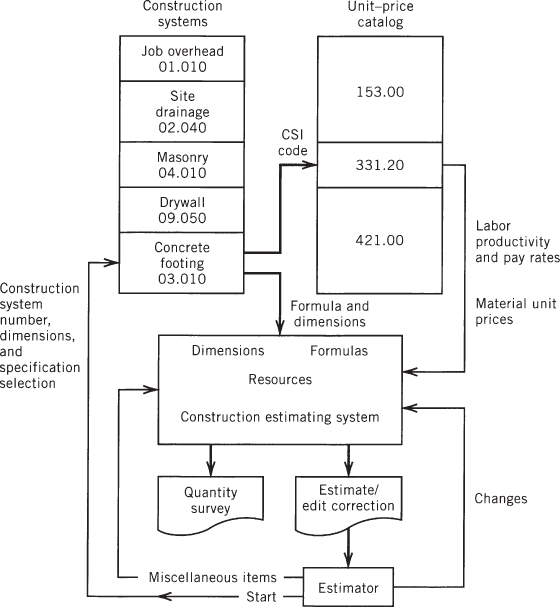 Construction
systems
Unit–price
catalog
Job overhead
01.010
Site
drainage
02.040
Masonry
04.010
Drywall
09.050
Concrete
footing
03.010
153.00
331.20
421.00
CSI
code
Labor
productivity
and pay rates
Material unit
prices
Construction
system
number,
dimensions,
and
specification
selection
Formula and
dimensions
Dimensions Formulas
Resources
Construction estimating system
Quantity
survey
Estimate/
edit correction
Changes
Miscellaneous items
Start
Estimator